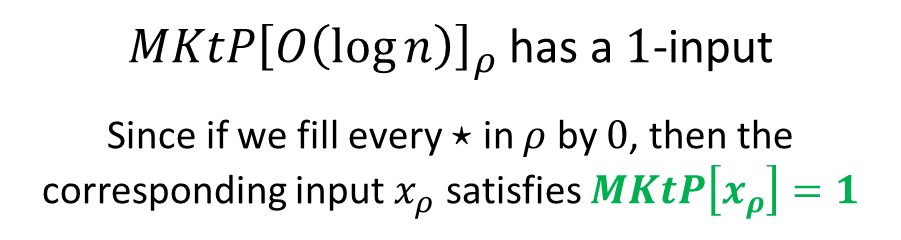 MKtP[O(log n)]ρ has a 1-input
Since if we fill every ⋆ in ρ by 0, then the
corresponding input xρ satisfies MKtP[xρ] = 1